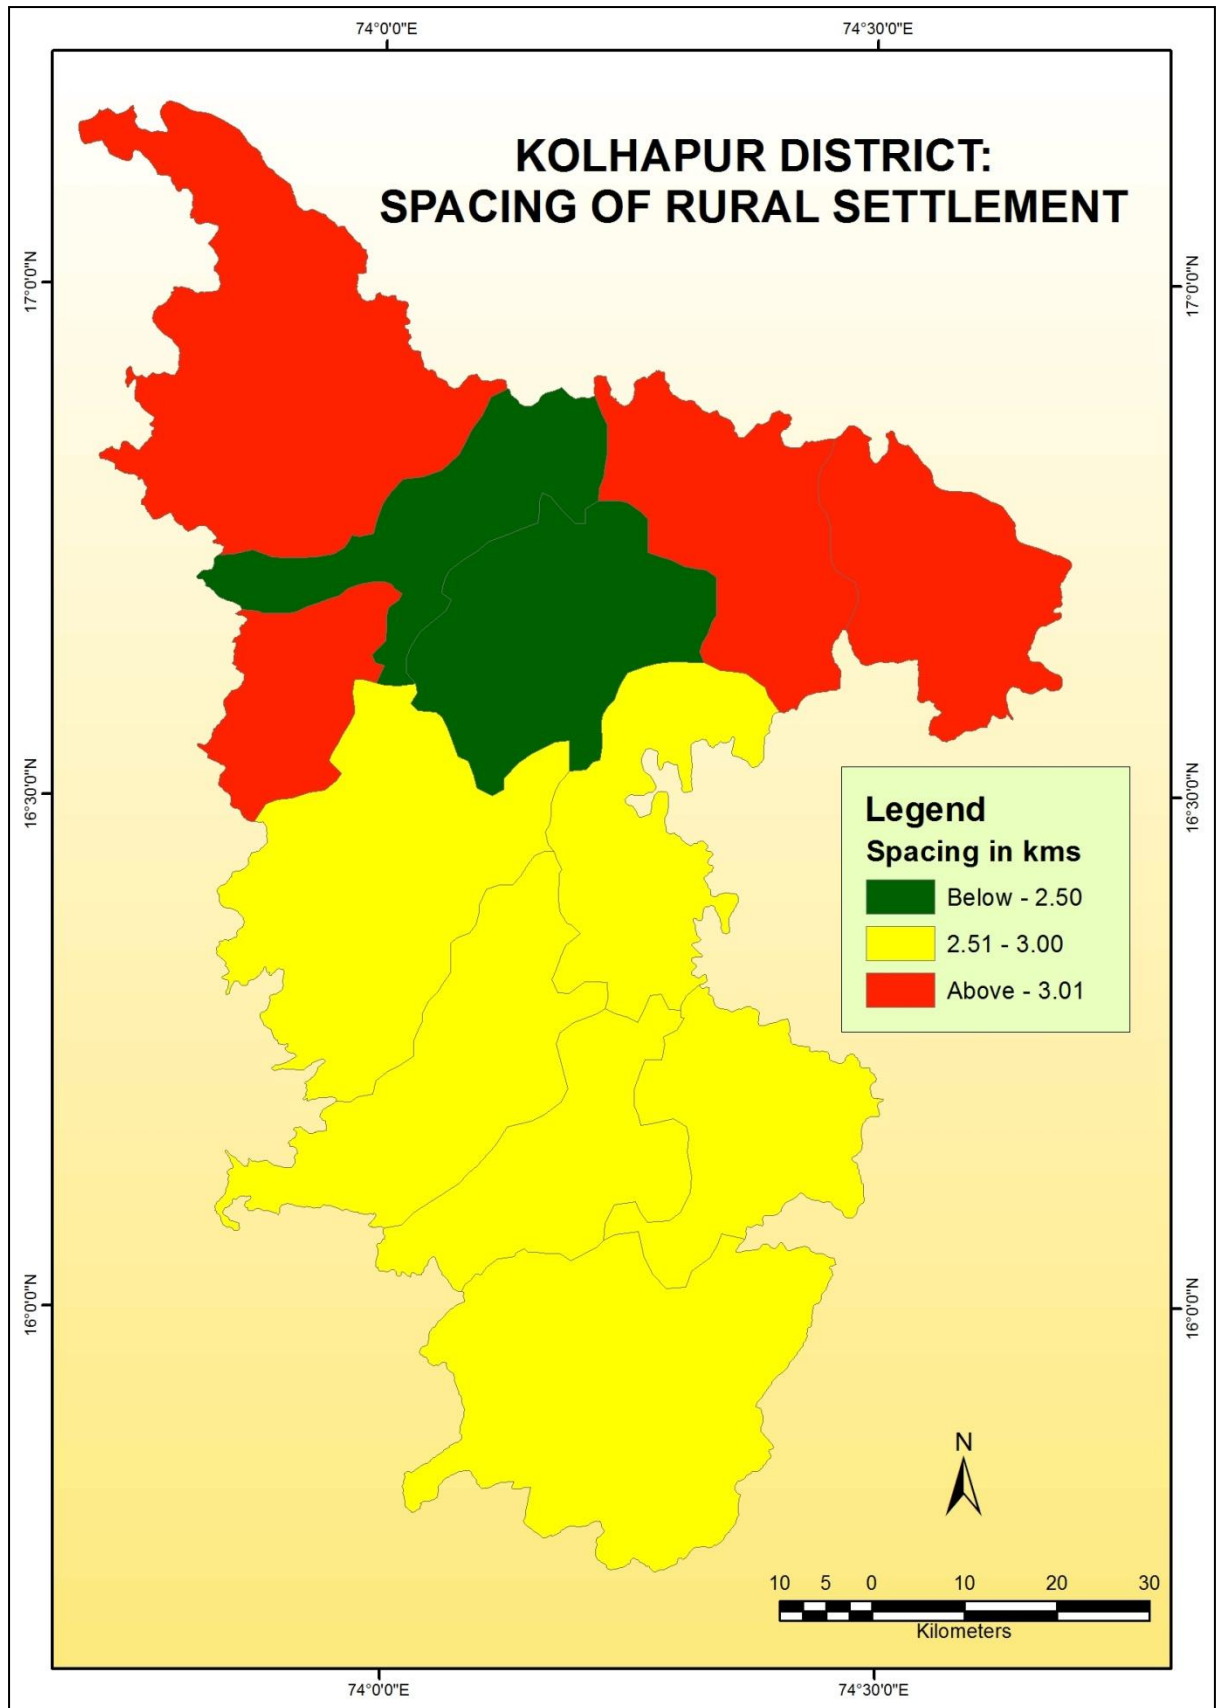 74°0'0"E
74°30'0"E
KOLHAPUR DISTRICT:
SPACING OF RURAL SETTLEMENT
17°0'0"N
17°0'0"N
16°30'0"N
16°30'0"N
Legend
Spacing in kms
Below - 2.50
2.51 - 3.00
Above - 3.01
16°0'0"N
16°0'0"N
N
10 5 0 10 20 30
Kilometers
74°0'0"E
74°30'0"E